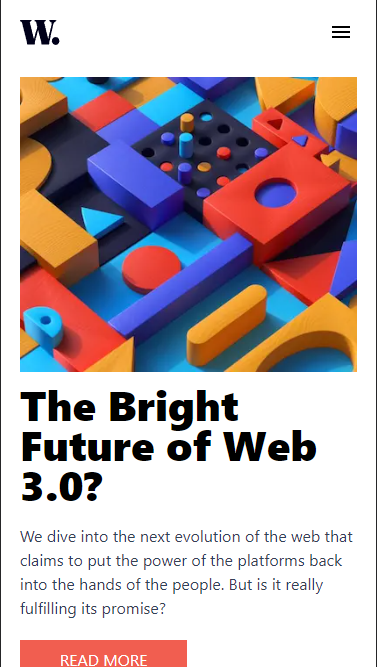 W.
The Bright
Future of Web
3.0?
We dive into the next evolution of the web that
claims to put the power of the platforms back
into the hands of the people. But is it really
fulfilling its promise?
READ MORE